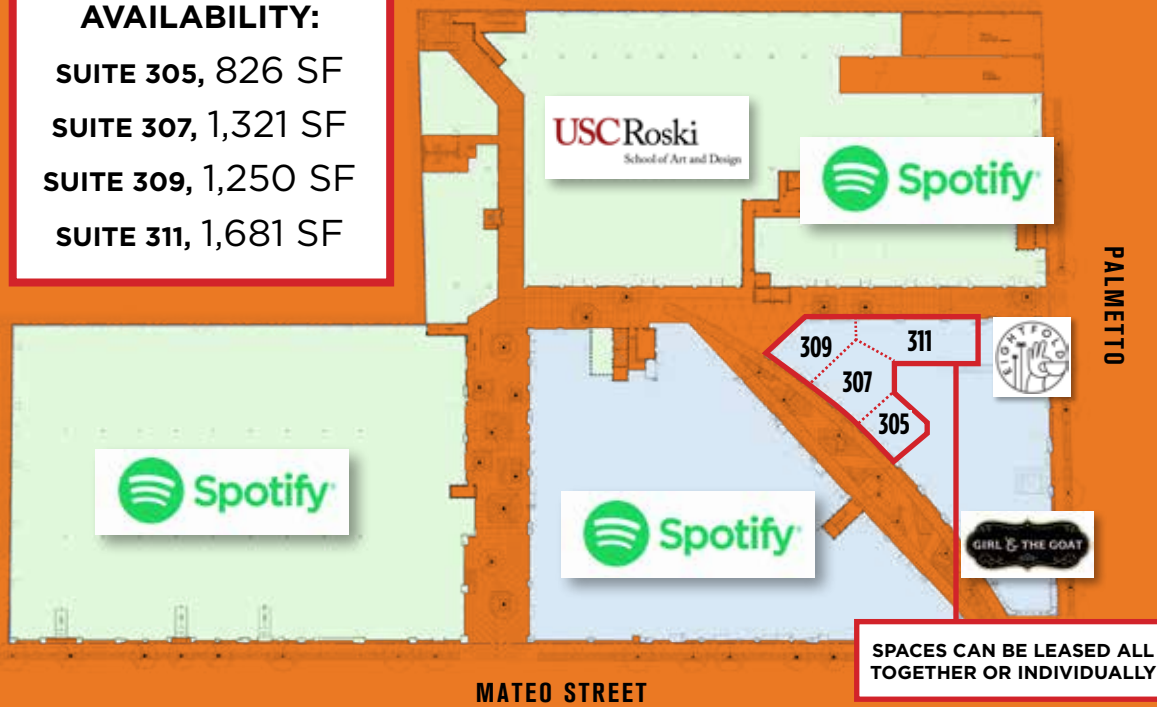 AVAILABILITY:
SUITE 305, 826 SF
SUITE 307, 1,321 SF
SUITE 309, 1,250 SF
SUITE 311, 1,681 SF
USC Roski
School of Art and Design
Spotify
PALMETTO
309
311
307
305
EIGHTFOLD
Spotify
Spotify
GIRL & THE GOAT
SPACES CAN BE LEASED ALL
TOGETHER OR INDIVIDUALLY
MATEO STREET